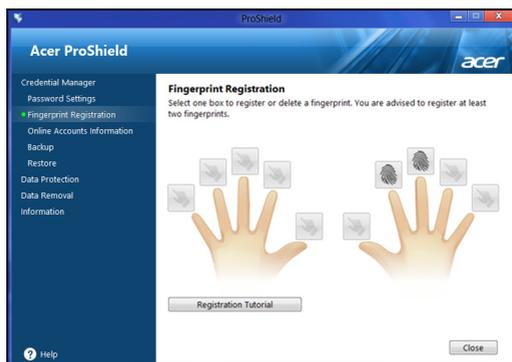 ProShield
Acer ProShield
acer
Credential Manager
Password Settings
Fingerprint Registration
Online Accounts Information
Backup
Restore
Data Protection
Data Removal
Information
Fingerprint Registration
Select one box to register or delete a fingerprint. You are advised to register at least
two fingerprints.
Registration Tutorial
? Help
Close